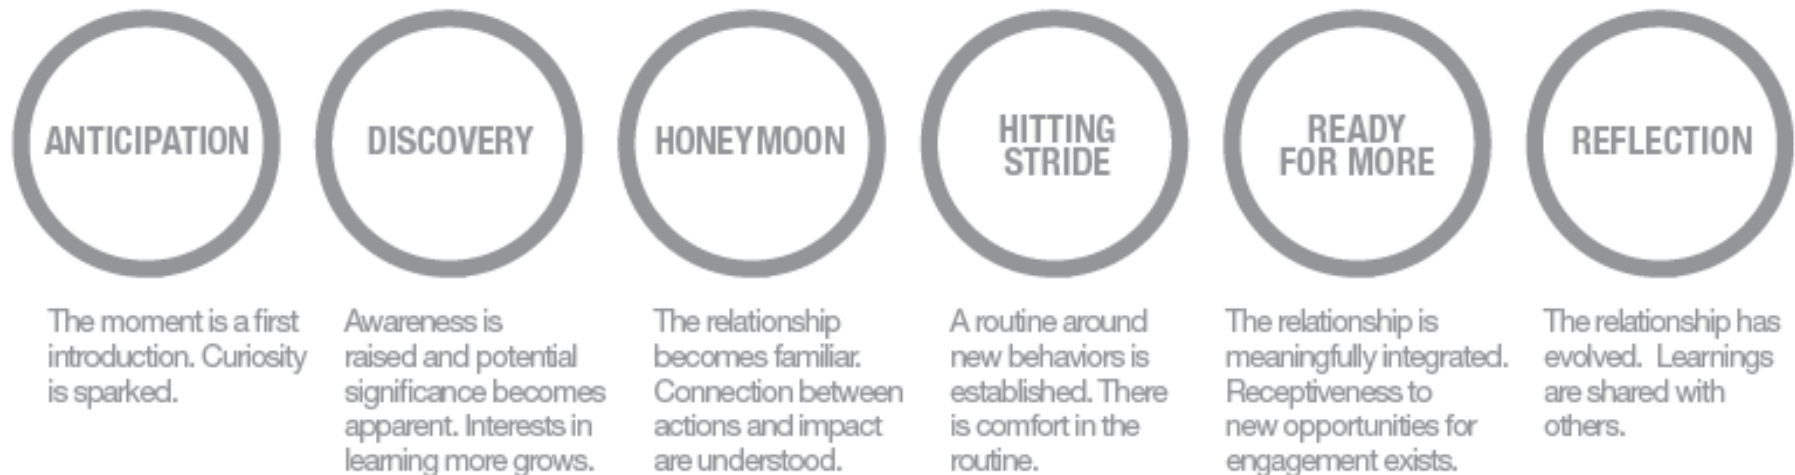 ANTICIPATION
DISCOVERY
HONEYMOON
HITTING
STRIDE
READY
FOR MORE
REFLECTION
The moment is a first
introduction. Curiosity
is sparked.
Awareness is
raised and potential
significance becomes
apparent. Interests in
learning more grows.
The relationship
becomes familiar.
Connection between
actions and impact
are understood.
A routine around
new behaviors is
established. There
is comfort in the
routine.
The relationship is
meaningfully integrated.
Receptiveness to
new opportunities for
engagement exists.
The relationship has
evolved.  Learnings
are shared with
others.